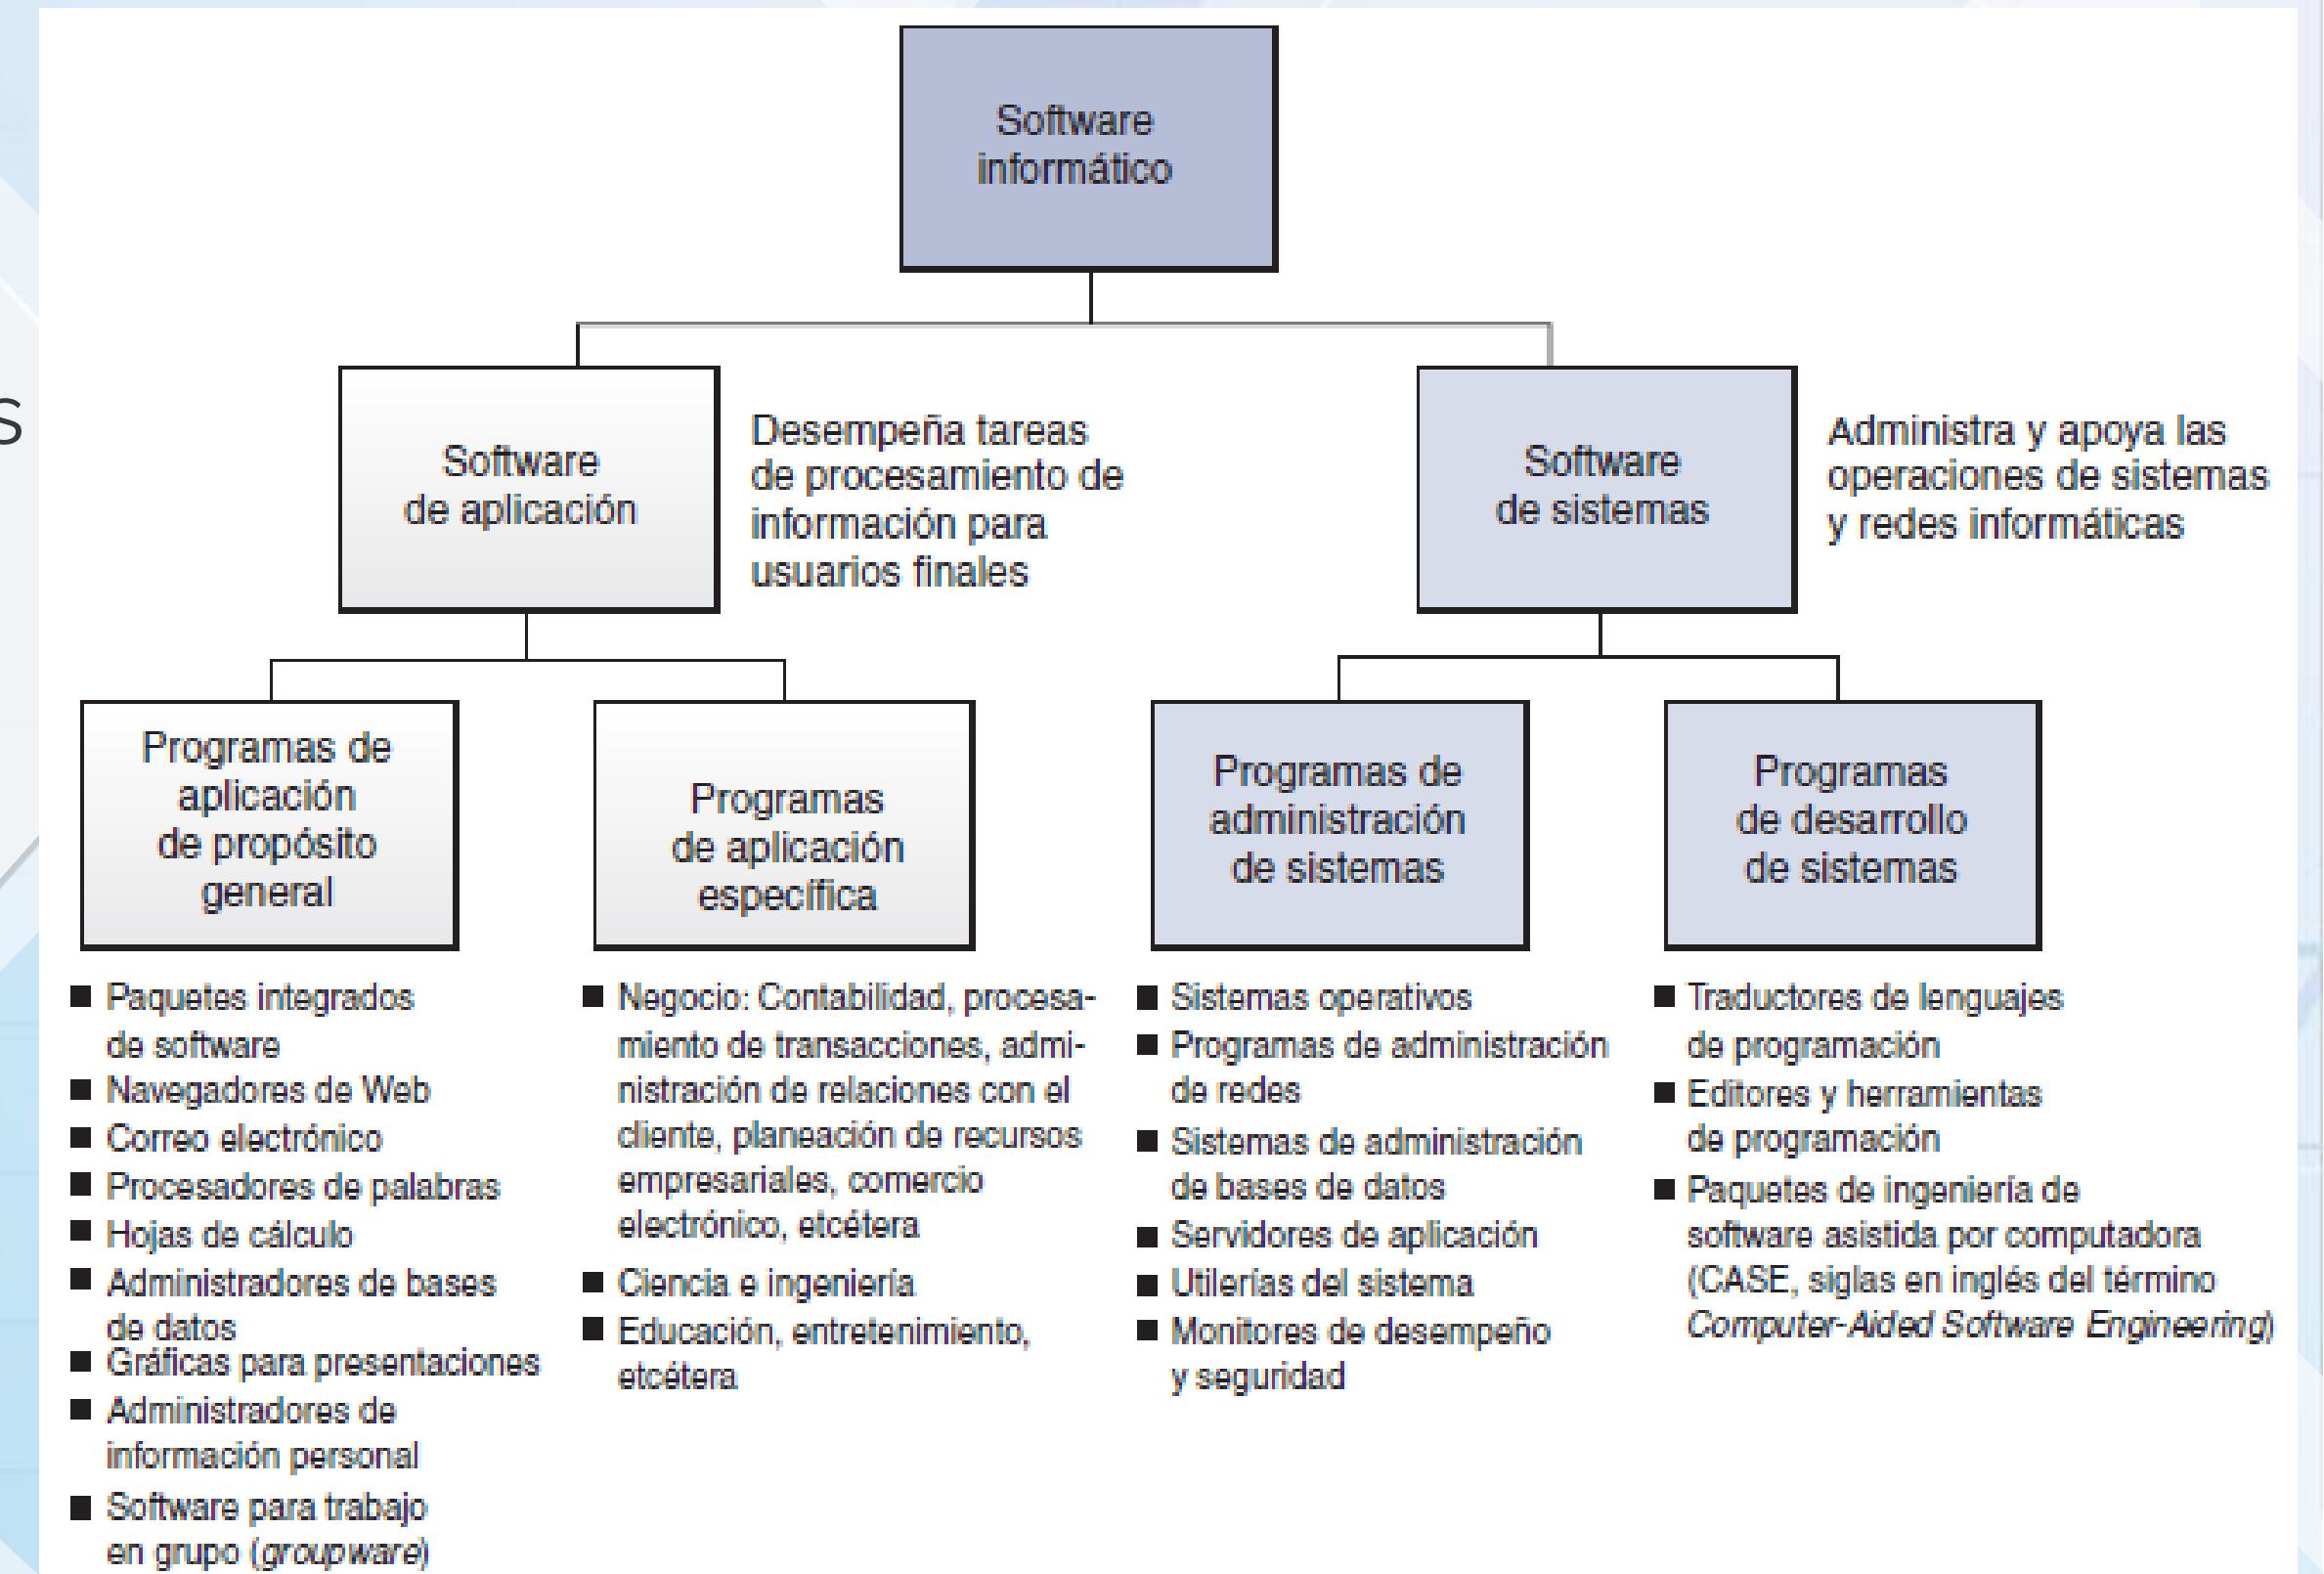 Software
informático
s
Software
de aplicación
Desempeña tareas
de procesamiento de
información para
usuarios finales
Software
de sistemas
Administra y apoya las
operaciones de sistemas
y redes informáticas
Programas de
aplicación
de propósito
general
Programas
de aplicación
específica
Programas de
administración
de sistemas
Programas
de desarrollo
de sistemas
■ Paquetes integrados
de software
■ Navegadores de Web
■ Correo electrónico
■ Procesadores de palabras
■ Hojas de cálculo
■ Administradores de bases
de datos
■ Gráficas para presentaciones
■ Administradores de
información personal
■ Software para trabajo
en grupo (groupware)
■ Negocio: Contabilidad, procesa-
miento de transacciones, admi-
nistración de relaciones con el
cliente, planeación de recursos
empresariales, comercio
electrónico, etcétera
■ Ciencia e ingeniería
■ Educación, entretenimiento,
etcétera
■ Sistemas operativos
■ Programas de administración
de redes
■ Sistemas de administración
de bases de datos
■ Servidores de aplicación
■ Utilerías del sistema
■ Monitores de desempeño
y seguridad
■ Traductores de lenguajes
de programación
■ Editores y herramientas
de programación
■ Paquetes de ingeniería de
software asistida por computadora
(CASE, siglas en inglés del término
Computer-Aided Software Engineering)